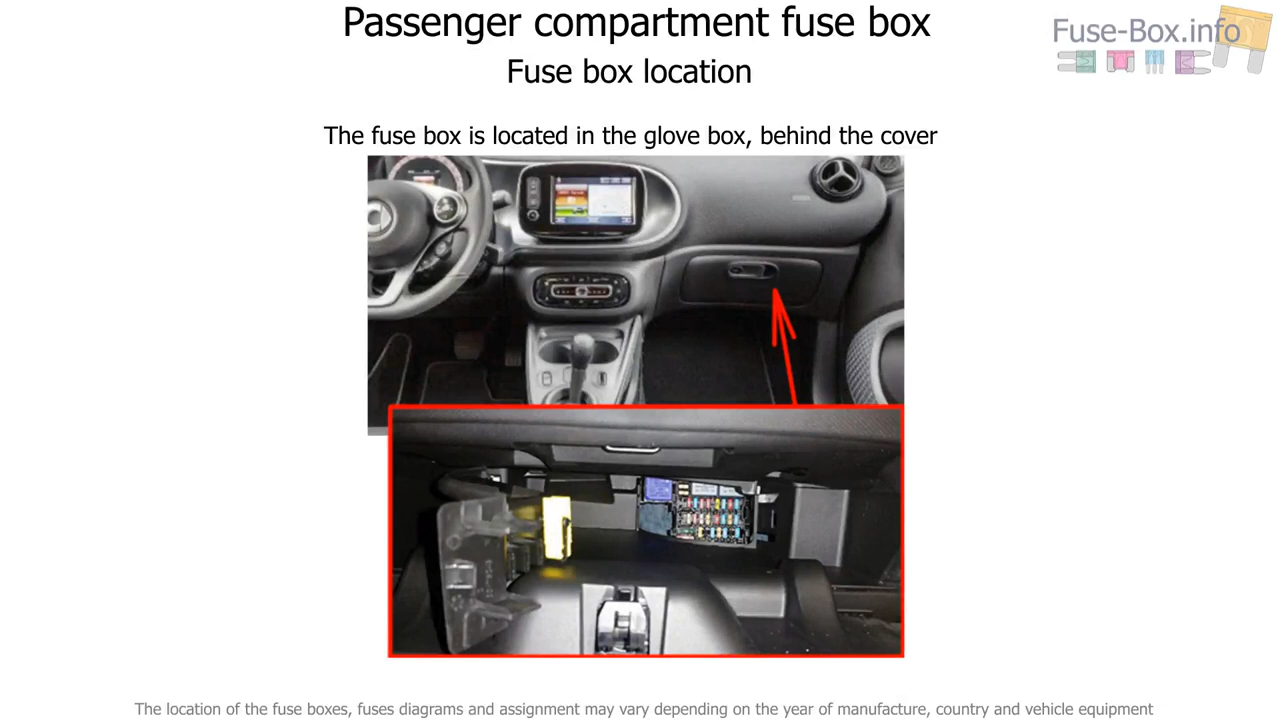 Passenger compartment fuse box
Fuse-Box.info
Fuse box location
The fuse box is located in the glove box, behind the cover
The location of the fuse boxes, fuses diagrams and assignment may vary depending on the year of manufacture, country and vehicle equipment